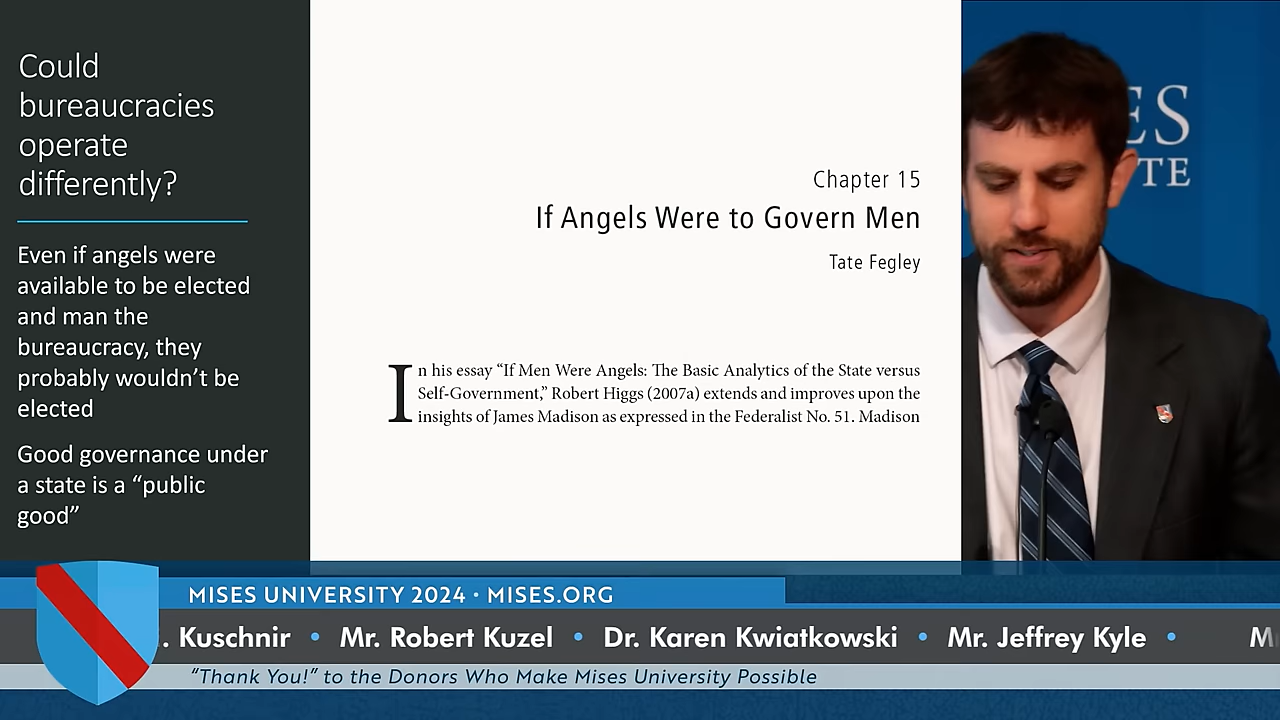 Could
bureaucracies
operate
differently?
Even if angels were
available to be elected
and man the
bureaucracy, they
probably wouldn’t be
elected
Good governance under
a state is a “public
good”
Chapter 15
If Angels Were to Govern Men
Tate Fegley
In his essay “If Men Were Angels: The Basic Analytics of the State versus
Self-Government,” Robert Higgs (2007a) extends and improves upon the
insights of James Madison as expressed in the Federalist No. 51. Madison
ES
TE
MISES UNIVERSITY 2024 • MISES.ORG
. Kuschnir • Mr. Robert Kuzel • Dr. Karen Kwiatkowski • Mr. Jeffrey Kyle •
“Thank You!” to the Donors Who Make Mises University Possible